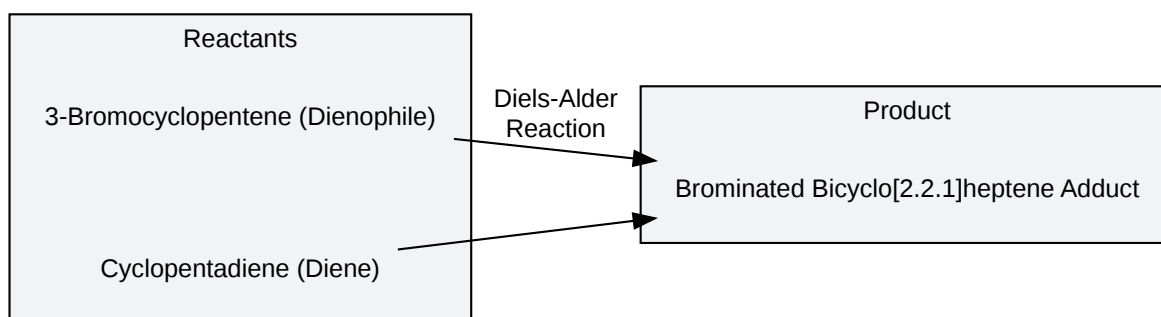 Reactants
3-Bromocyclopentene (Dienophile)
Cyclopentadiene (Diene)
Diels-Alder
Reaction
Product
Brominated Bicyclo[2.2.1]heptene Adduct